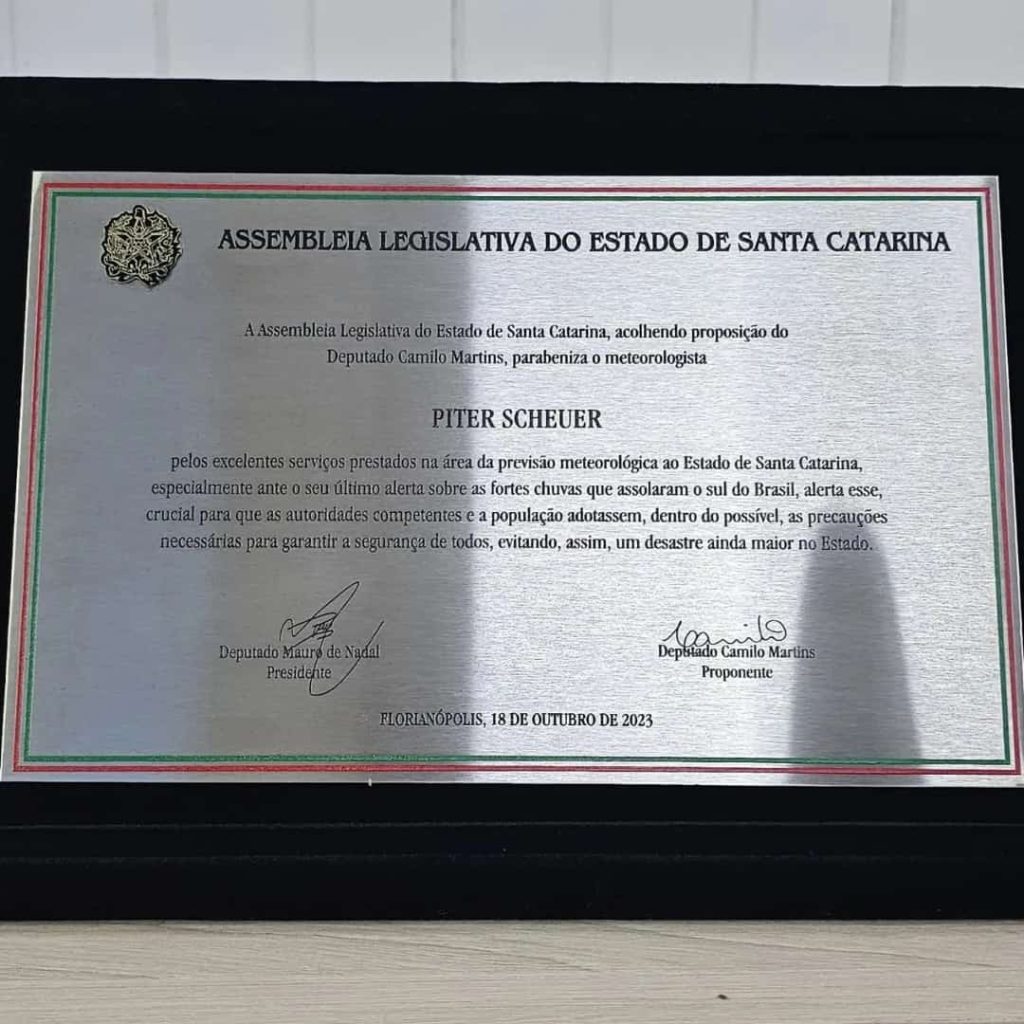 ASSEMBLEIA LEGISLATIVA DO ESTADO DE SANTA CATARINA
A Assembleia Legislativa do Estado de Santa Catarina, acolhendo proposição do
Deputado Camilo Martins, parabeniza o meteorologista
PITER SCHEUER
pelos excelentes serviços prestados na área da previsão meteorológica ao Estado de Santa Catarina,
especialmente ante o seu último alerta sobre as fortes chuvas que assolaram o sul do Brasil, alerta esse,
crucial para que as autoridades competentes e a população adotassem, dentro do possível, as precauções
necessárias para garantir a segurança de todos, evitando, assim, um desastre ainda maior no Estado.
Camilo
Deputado Mauro de Nadal
Presidente
Deputado Camilo Martins
Proponente
FLORIANÓPOLIS, 18 DE OUTUBRO DE 2023